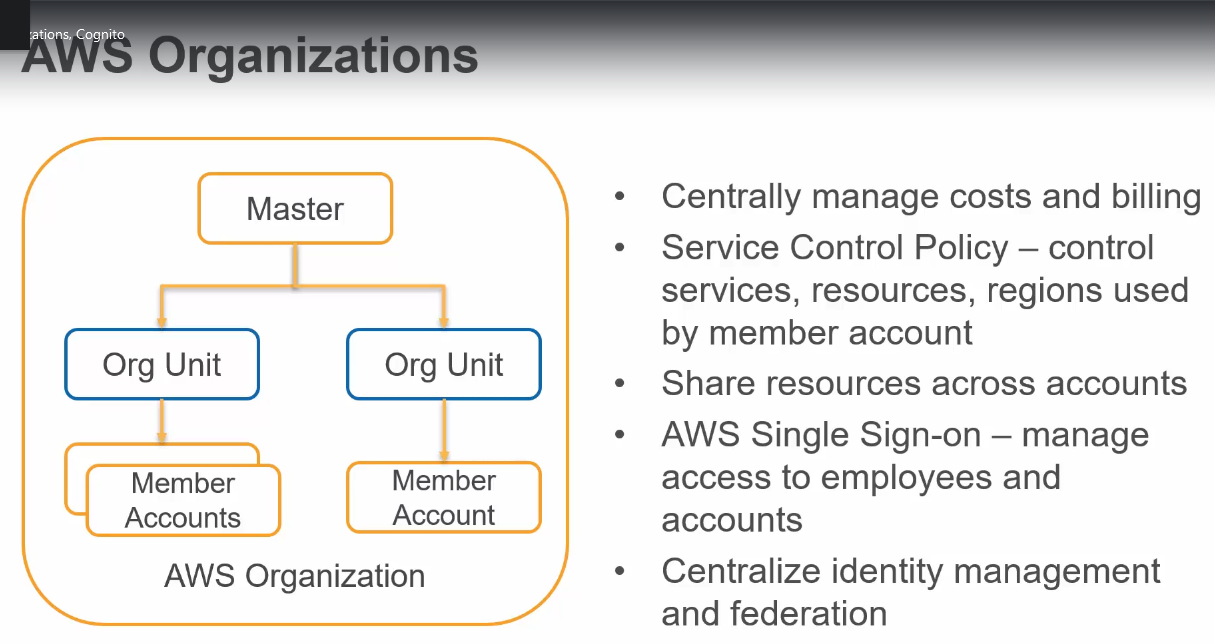 zations, Cognito
AWS Organizations
Master
Org Unit
Org Unit
Member
Accounts
Member
Account
AWS Organization
• Centrally manage costs and billing
• Service Control Policy – control
services, resources, regions used
by member account
• Share resources across accounts
• AWS Single Sign-on – manage
access to employees and
accounts
• Centralize identity management
and federation